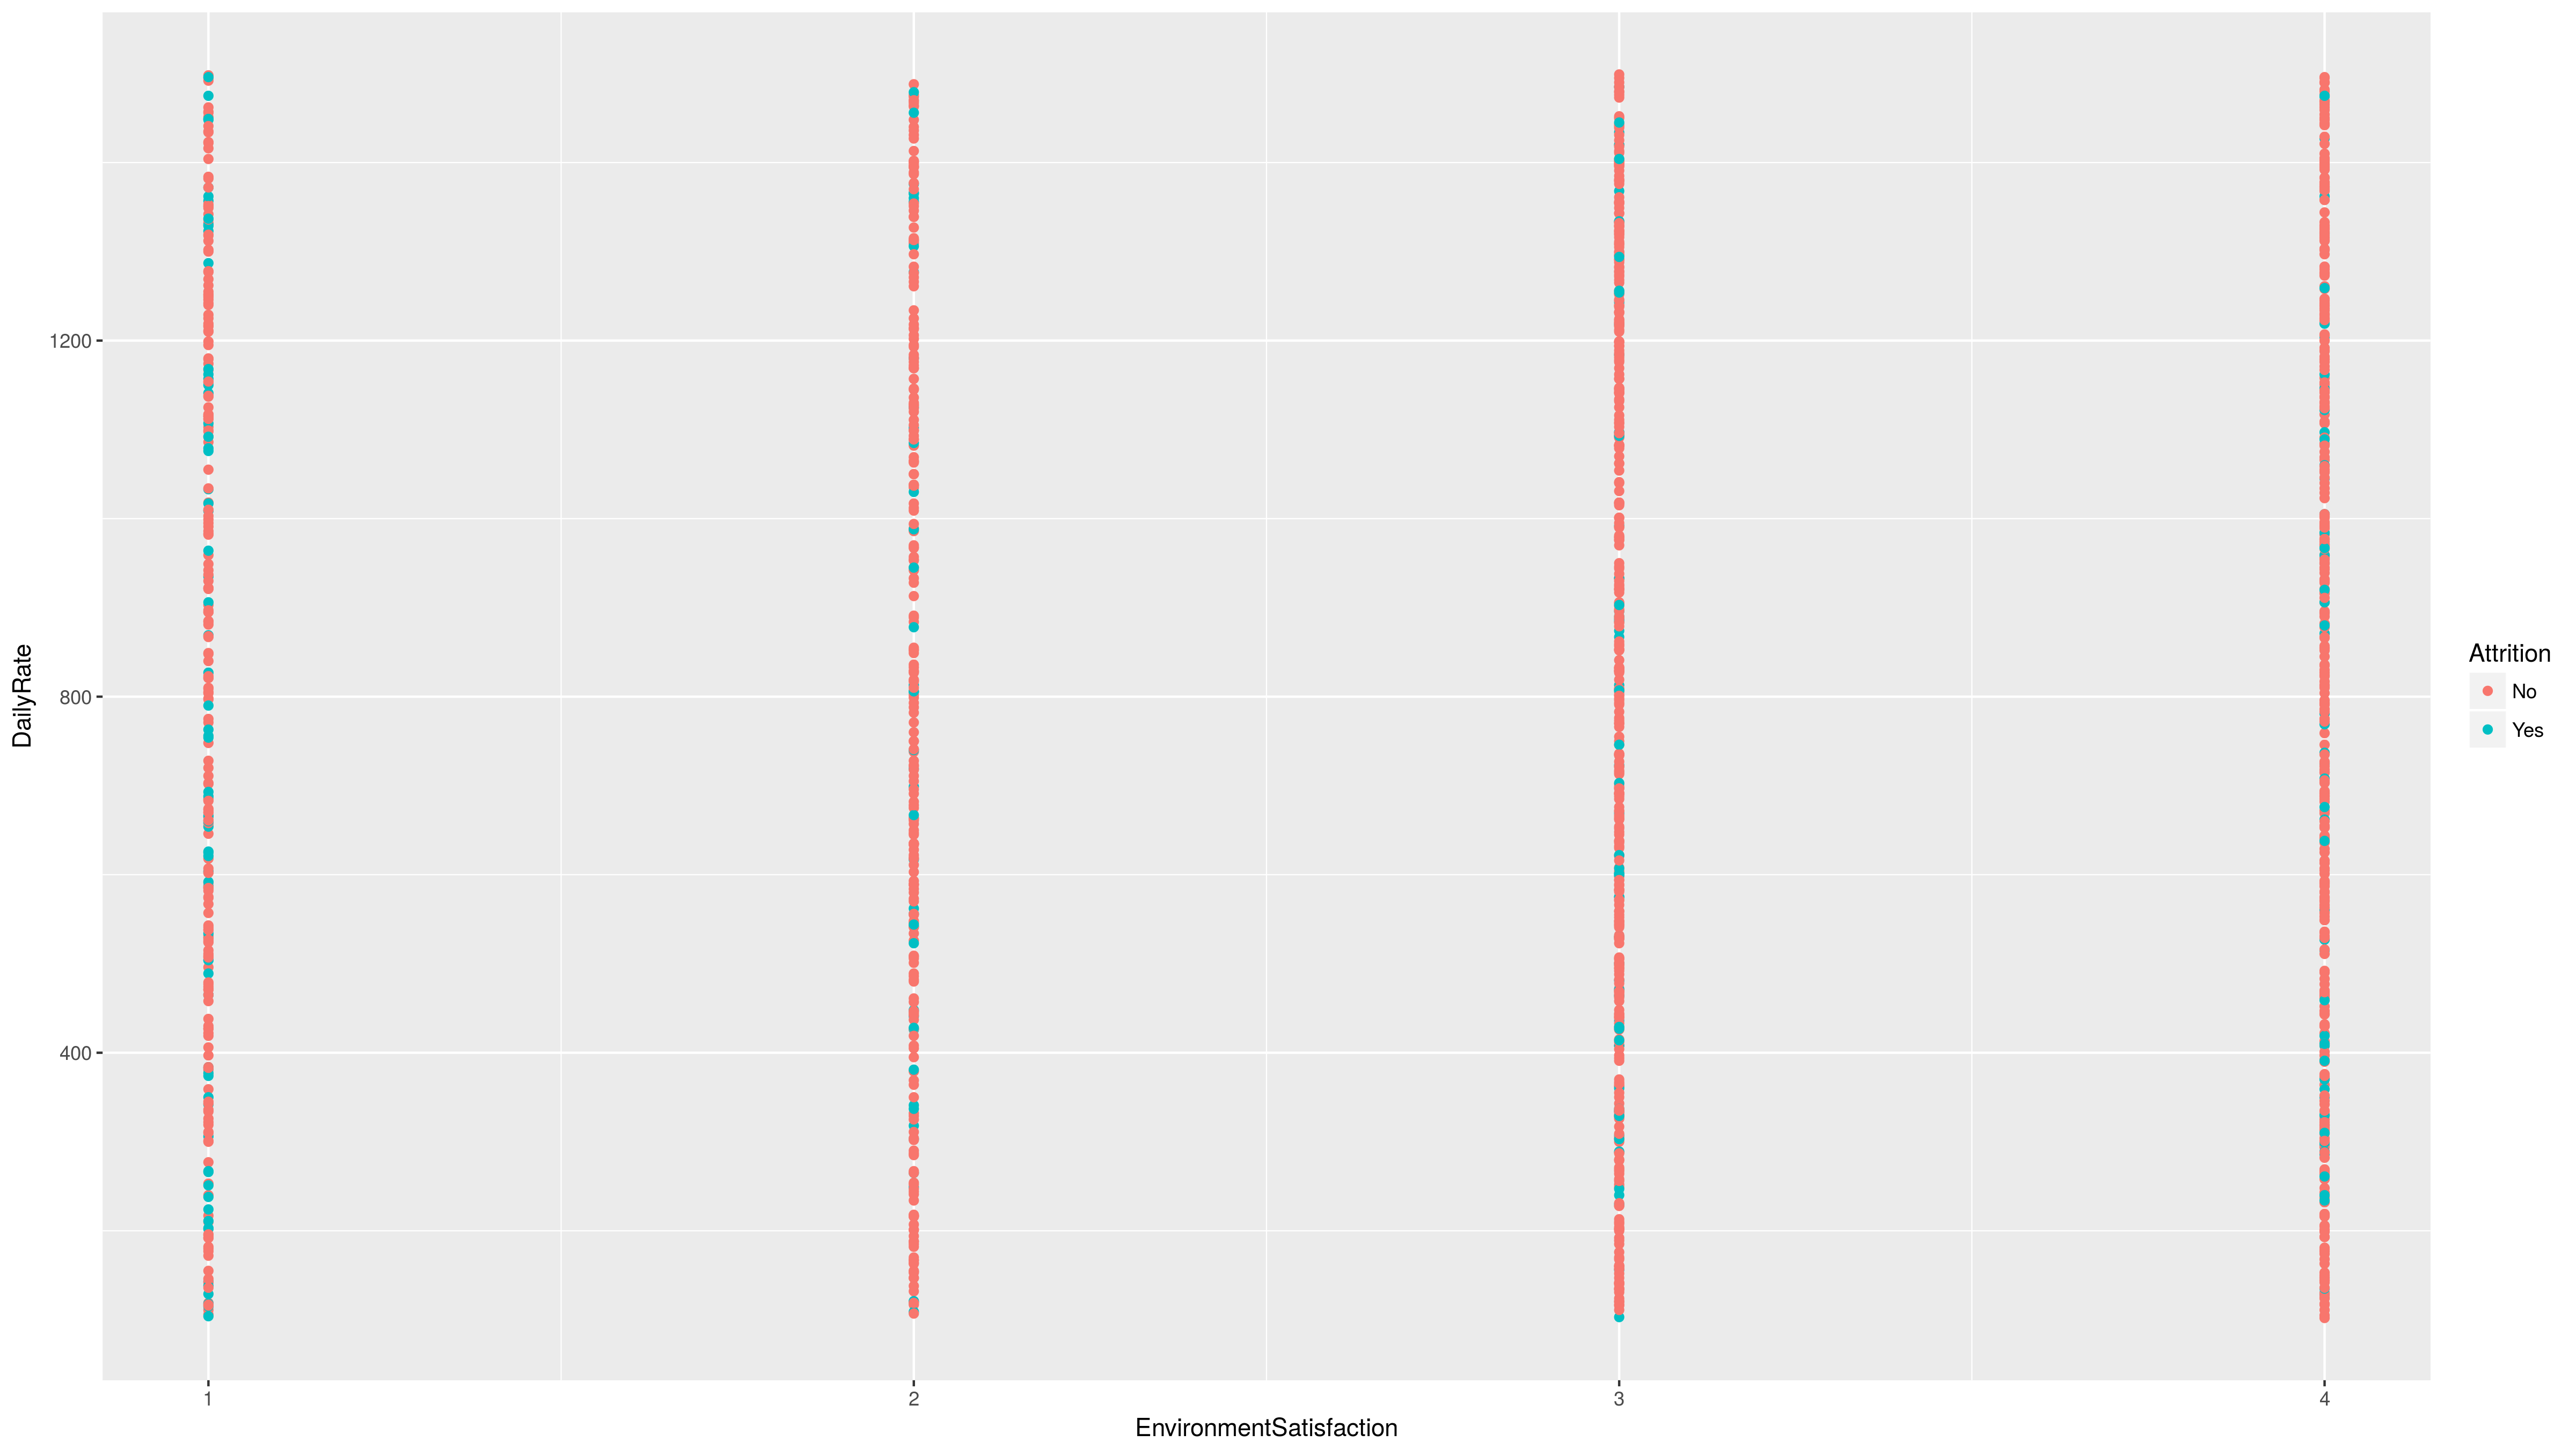 DailyRate
1200
800
400
1
2
3
4
EnvironmentSatisfaction
Attrition
No
Yes